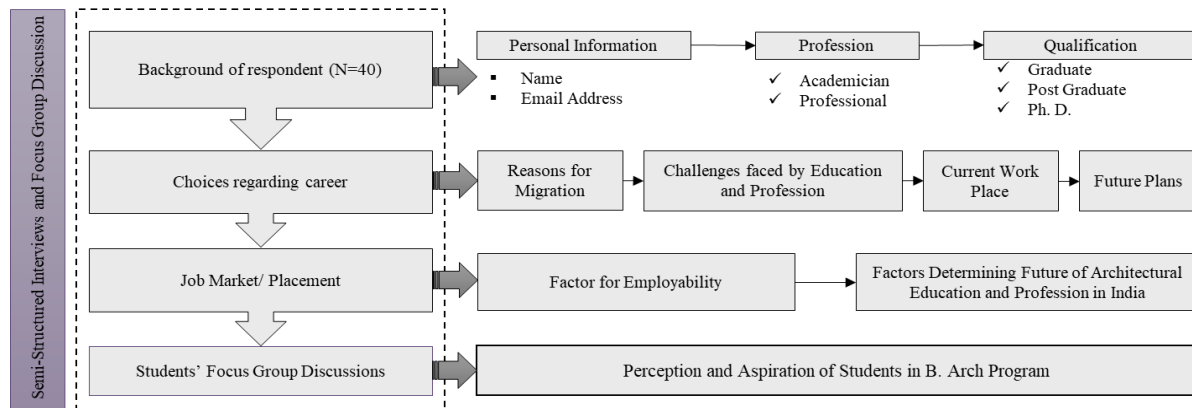 Semi-Structured Interviews and Focus Group Discussion
Background of respondent (N=40)
Personal Information
Name
Email Address
Profession
Academician
Professional
Qualification
Graduate
Post Graduate
Ph. D.
Choices regarding career
Reasons for
Migration
Challenges faced by Education
and Profession
Current Work
Place
Future Plans
Job Market/ Placement
Factor for Employability
Factors Determining Future of Architectural
Education and Profession in India
Students’ Focus Group Discussions
Perception and Aspiration of Students in B. Arch Program